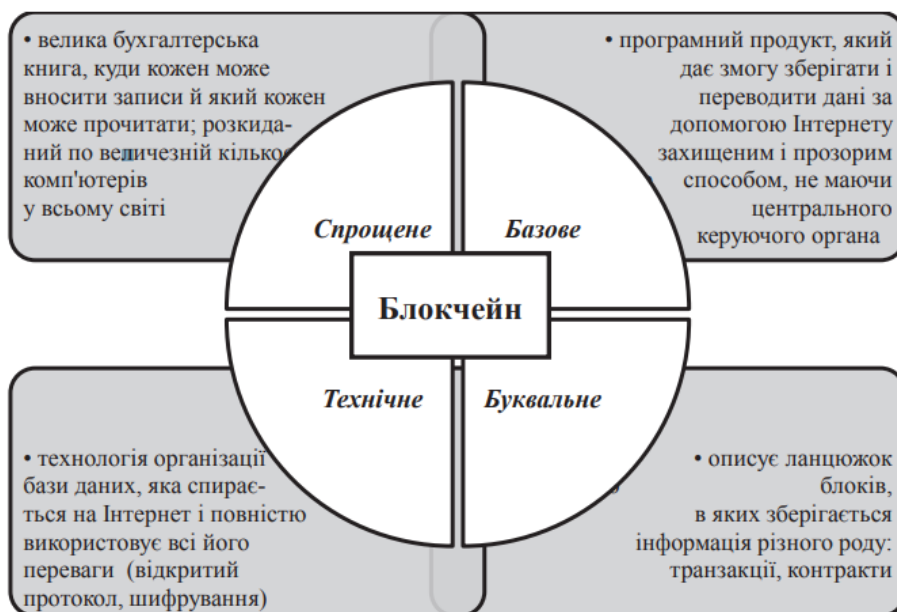 • велика бухгалтерська
книга, куди кожен може
вносити записи й який кожен
може прочитати; розкида-
ний по величезній
комп'ютерів
у всьому світі
• програмний продукт, який
дає змогу зберігати і
переводити дані за
допомогою Інтернету
захищеним і прозорим
способом, не маючи
центрального
керуючого органа
Спрощене
Базове
Блокчейн
Технічне
Буквальне
• технологія організації
бази даних, яка спирає-
ться на Інтернет і повністю
використовує всі його
переваги (відкритий
протокол, шифрування)
• описує ланцюжок
блоків,
в яких зберігається
інформація різного роду:
транзакції, контракти